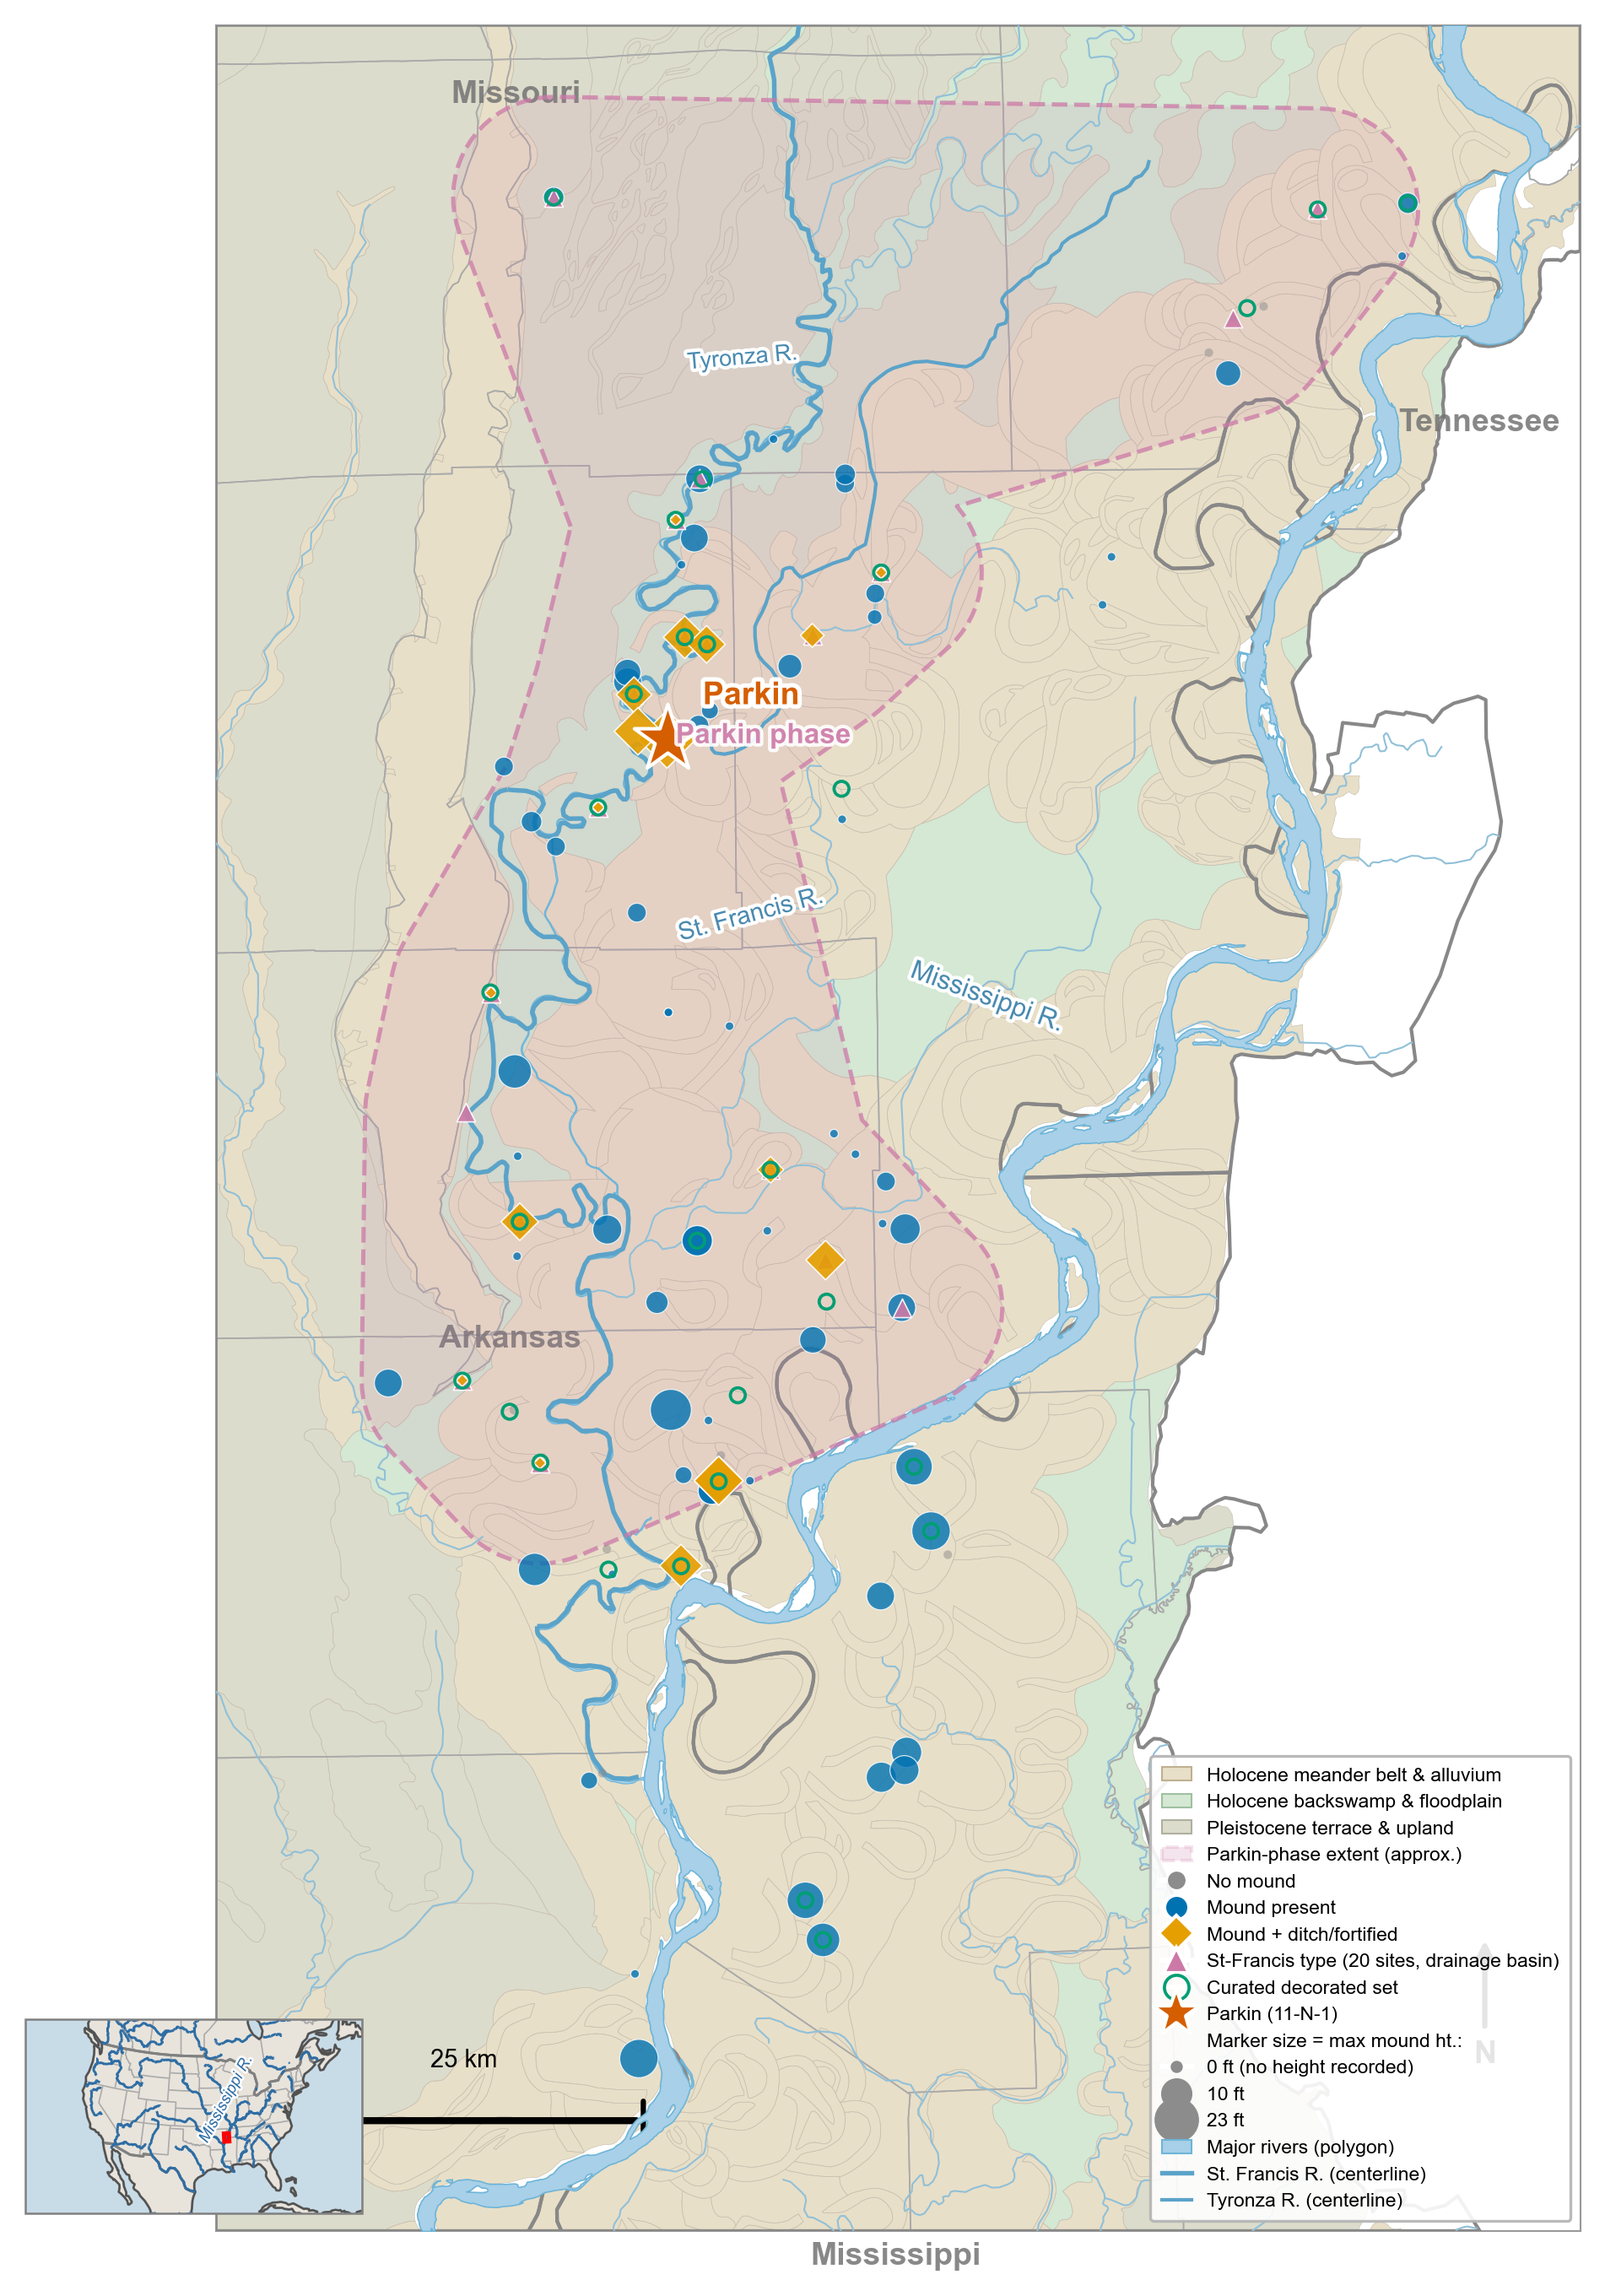 Missouri
Tyronza R.
Tennessee
Parkin
Parkin phase
St. Francis R.
Mississippi R.
Arkansas
Holocene meander belt & alluvium
Holocene backswamp & floodplain
Pleistocene terrace & upland
Parkin-phase extent (approx.)
No mound
Mound present
Mound + ditch/fortified
St-Francis type (20 sites, drainage basin)
Curated decorated set
Parkin (11-N-1)
Marker size = max mound ht.:
0 ft (no height recorded)
10 ft
23 ft
Major rivers (polygon)
St. Francis R. (centerline)
Tyronza R. (centerline)
N
25 km
Mississippi R.
Mississippi